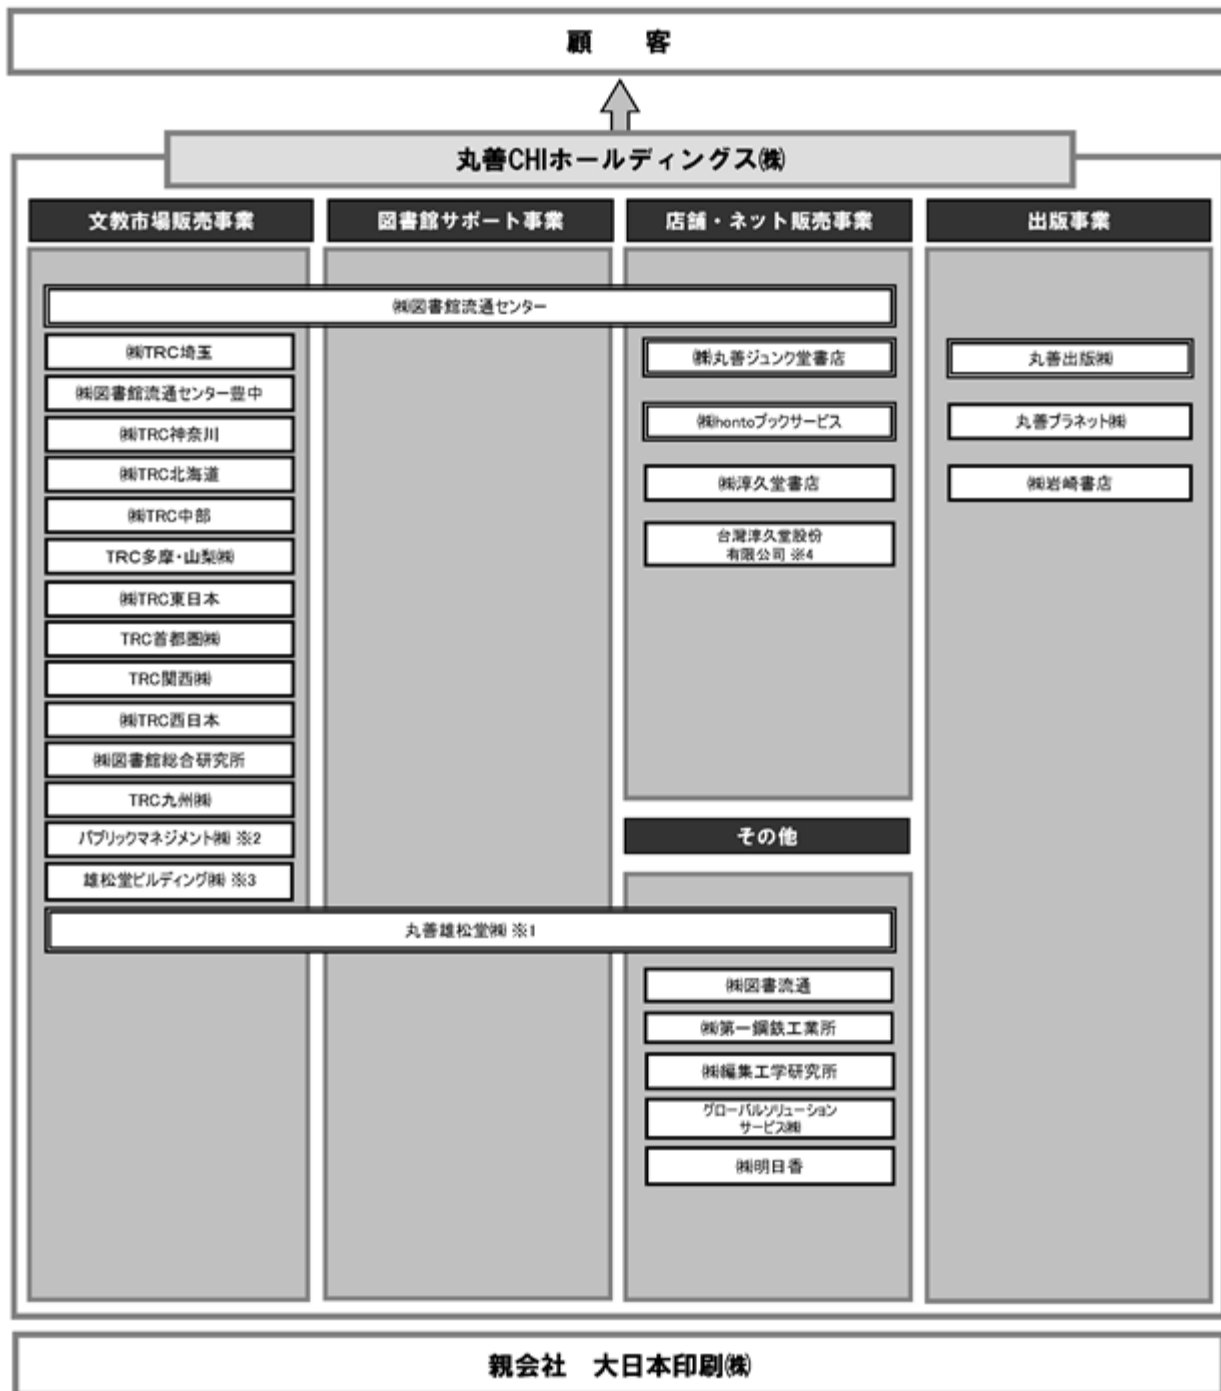 顧　客
丸善CHIホールディングス㈱
文教市場販売事業
図書館サポート事業
店舗・ネット販売事業
出版事業
㈱図書館流通センター
㈱TRC埼玉
㈱図書館流通センター豊中
㈱TRC神奈川
㈱TRC北海道
㈱TRC中部
TRC多摩・山梨㈱
㈱TRC東日本
TRC首都圏㈱
TRC関西㈱
㈱TRC西日本
㈱図書館総合研究所
TRC九州㈱
パブリックマネジメント㈱ ※2
雄松堂ビルディング㈱ ※3
㈱丸善ジュンク堂書店
㈱hontoブックサービス
㈱淳久堂書店
台灣淳久堂股份
有限公司 ※4
丸善出版㈱
丸善プラネット㈱
㈱岩崎書店
その他
丸善雄松堂㈱ ※1
㈱図書流通
㈱第一鋼鉄工業所
㈱編集工学研究所
グローバルソリューション
サービス㈱
㈱明日香
親会社　大日本印刷㈱